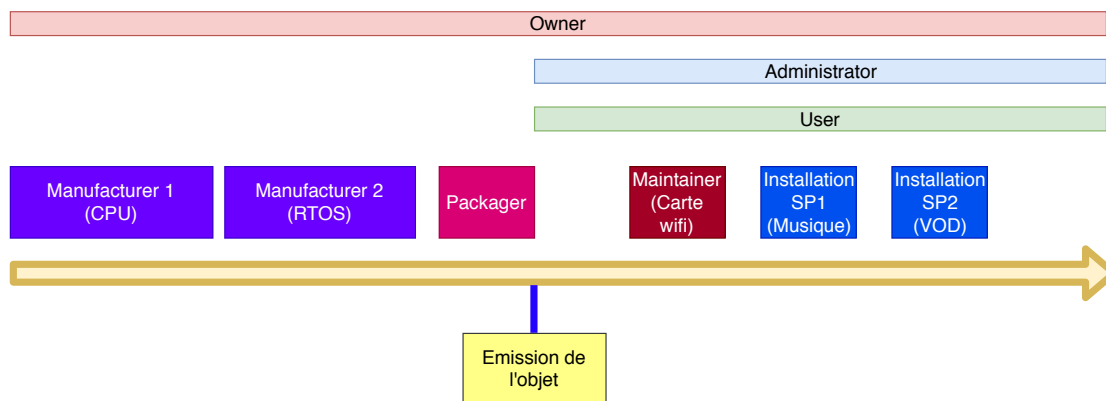 Owner
Administrator
User
Manufacturer 1
(CPU)
Manufacturer 2
(RTOS)
Packager
Maintainer
(Carte
wifi)
Installation
SP1
(Musique)
Installation
SP2
(VOD)
Emission de
l'objet